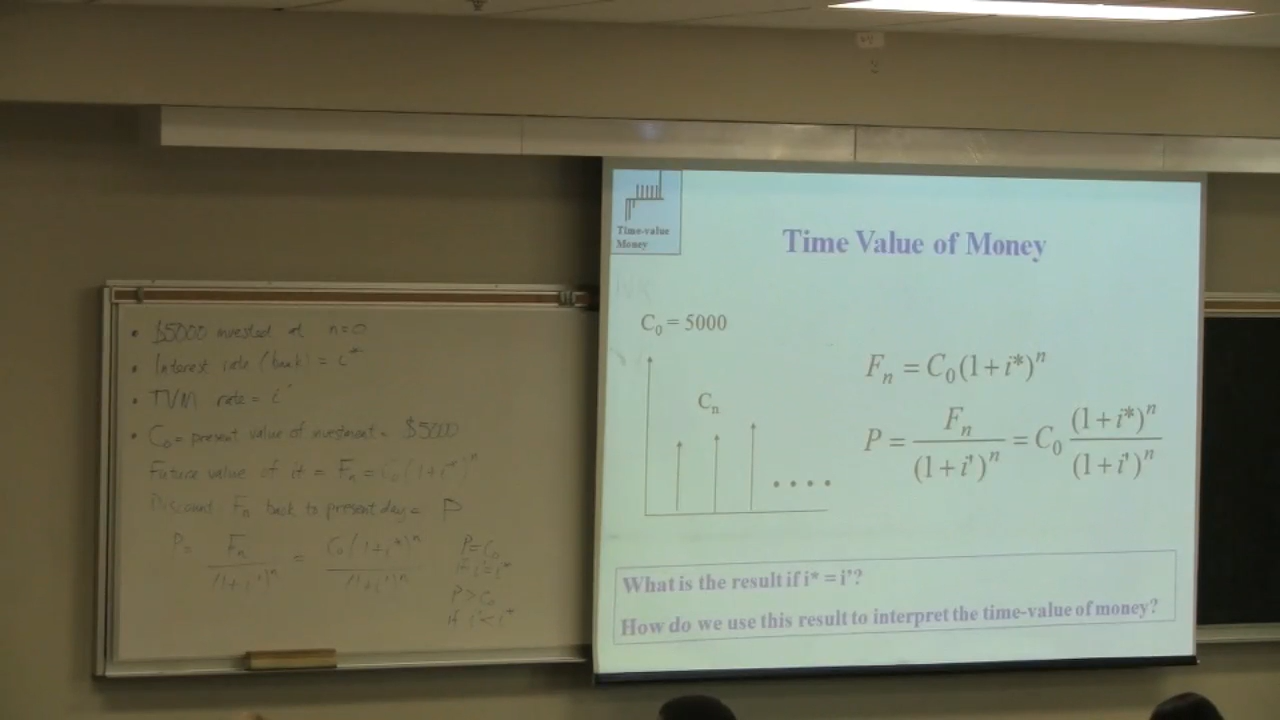 • $5000 invested at n=0
• Interest rate (bank) = i*
• TVM rate = i'
• C₀ = present value of investment = $5000
Future value of it = Fₙ = C₀(1+i*)ⁿ
Discount Fₙ back to present day = P
P = Fₙ / (1+i')ⁿ = C₀(1+i*)ⁿ / (1+i')ⁿ
P=C₀
if i'=i*
P>C₀
if i'<i*
Time-value
Money
Time Value of Money
C₀ = 5000
Cₙ
Fₙ = C₀(1+i*)ⁿ
P = Fₙ / (1+i')ⁿ = C₀ (1+i*)ⁿ / (1+i')ⁿ
What is the result if i* = i’?
How do we use this result to interpret the time-value of money?